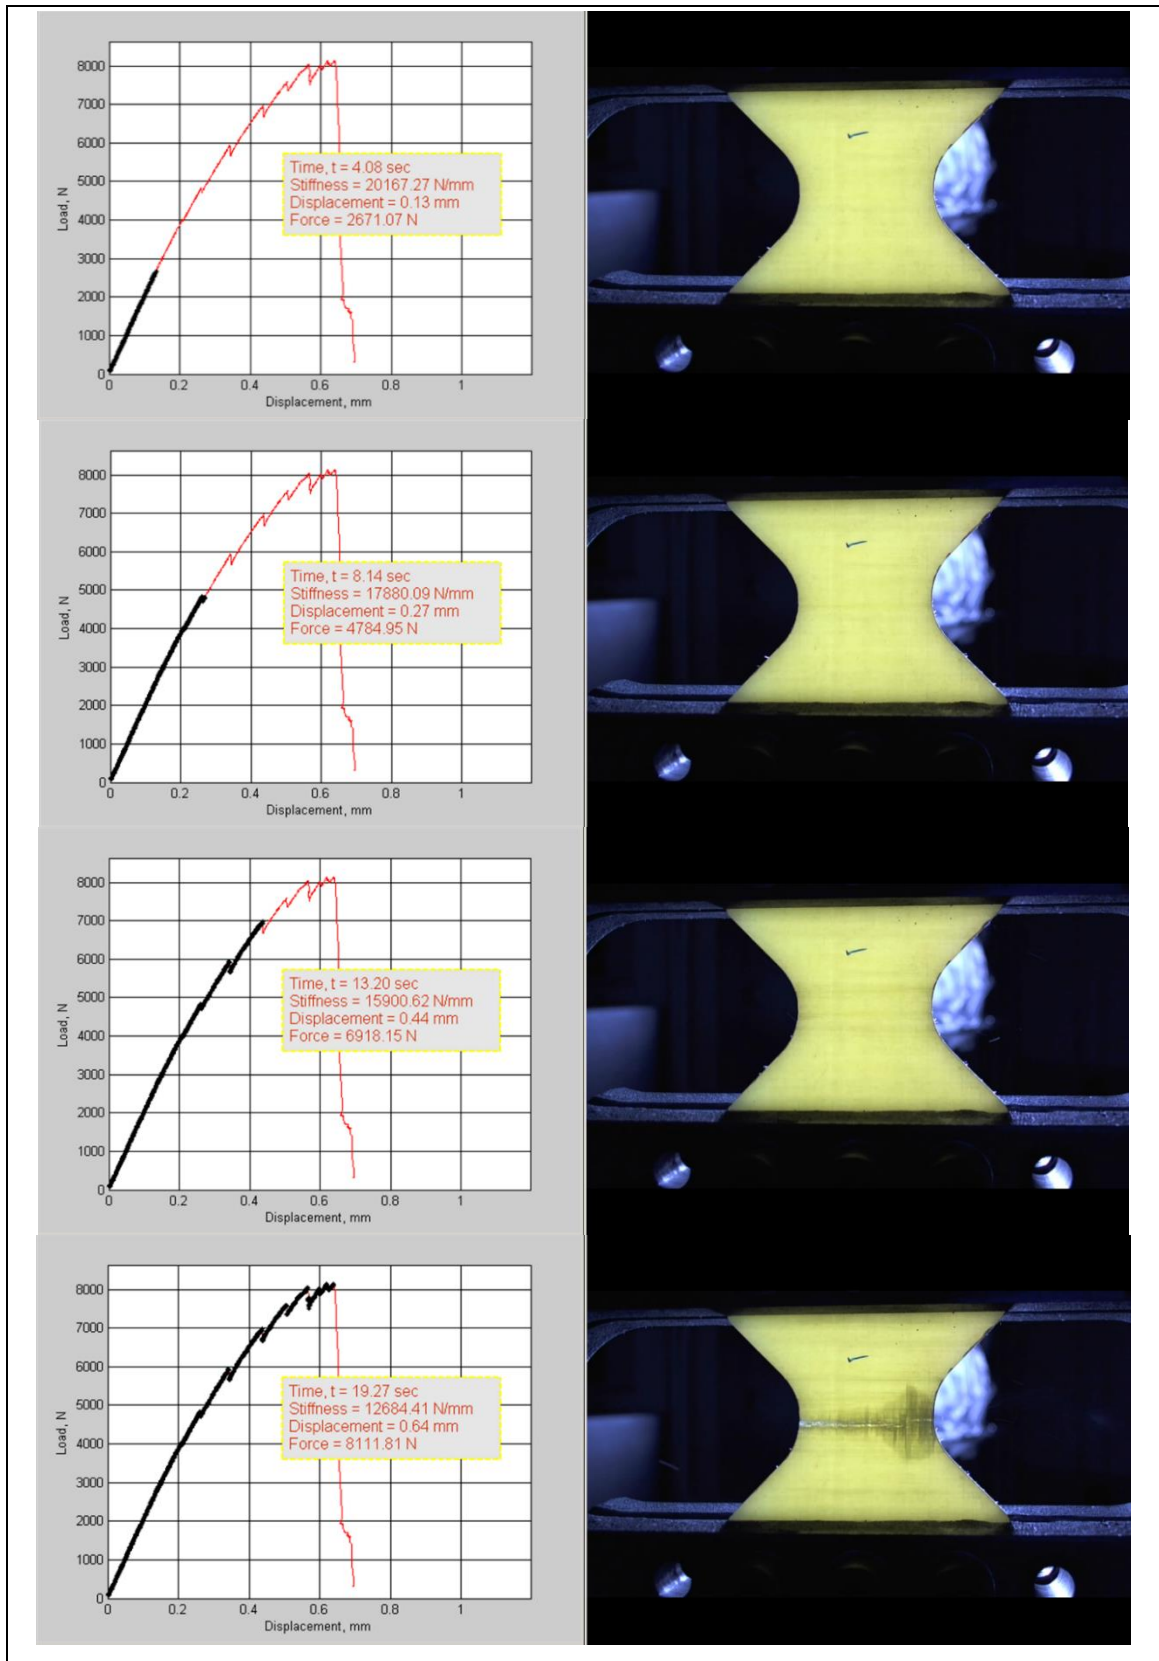 8000
7000
6000
5000
4000
3000
2000
1000
0
Load, N
Time, t = 4.08 sec
Stiffness = 20167.27 N/mm
Displacement = 0.13 mm
Force = 2671.07 N
0 0.2 0.4 0.6 0.8 1
Displacement, mm
8000
7000
6000
5000
4000
3000
2000
1000
0
Load, N
Time, t = 8.14 sec
Stiffness = 17880.09 N/mm
Displacement = 0.27 mm
Force = 4784.95 N
0 0.2 0.4 0.6 0.8 1
Displacement, mm
8000
7000
6000
5000
4000
3000
2000
1000
0
Load, N
Time, t = 13.20 sec
Stiffness = 15900.62 N/mm
Displacement = 0.44 mm
Force = 6918.15 N
0 0.2 0.4 0.6 0.8 1
Displacement, mm
8000
7000
6000
5000
4000
3000
2000
1000
0
Load, N
Time, t = 19.27 sec
Stiffness = 12684.41 N/mm
Displacement = 0.64 mm
Force = 8111.81 N
0 0.2 0.4 0.6 0.8 1
Displacement, mm